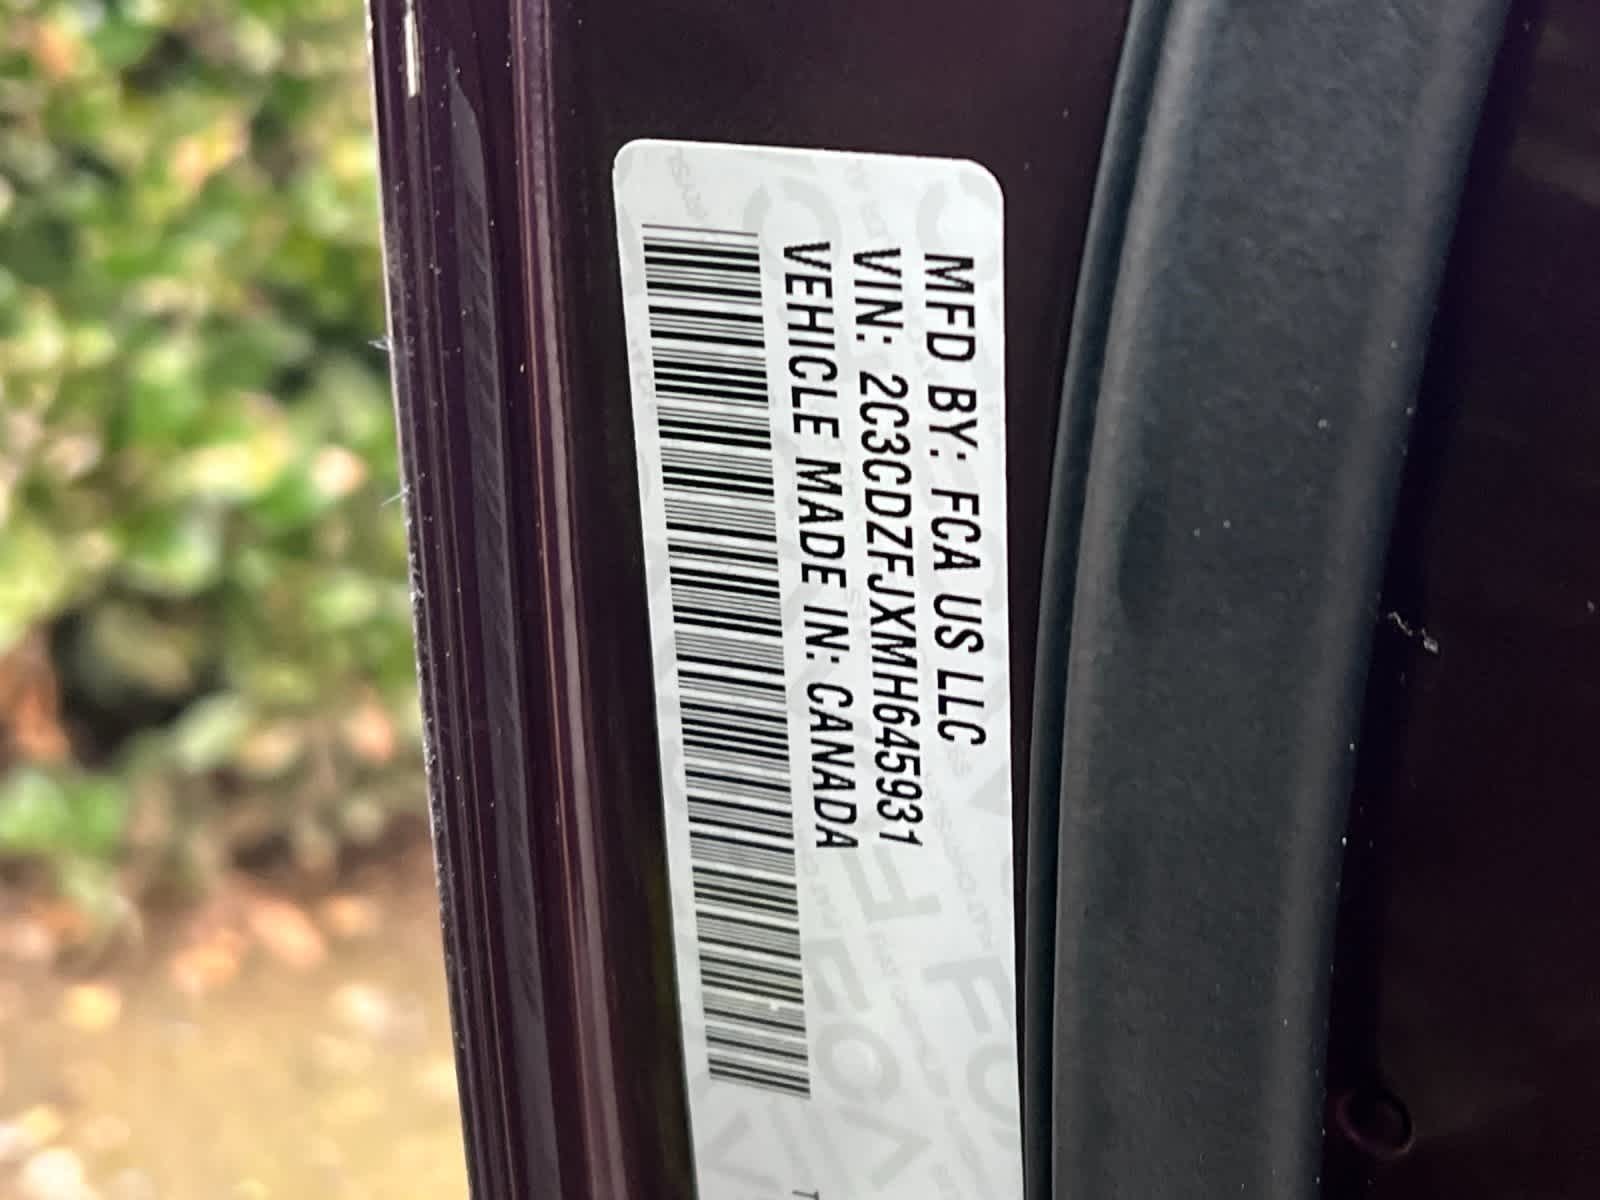 MFD BY: FCA US LLC
VIN: 2C3CDZFJXMH645931
VEHICLE MADE IN: CANADA